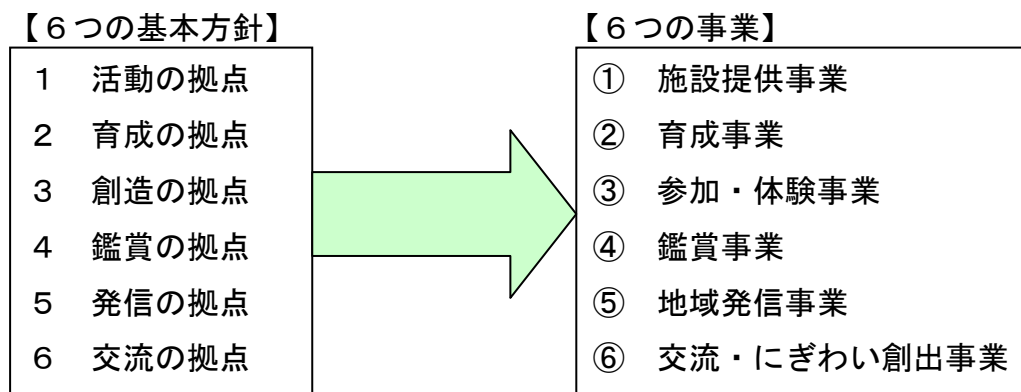 【６つの基本方針】
１　活動の拠点
２　育成の拠点
３　創造の拠点
４　鑑賞の拠点
５　発信の拠点
６　交流の拠点
【６つの事業】
①　施設提供事業
②　育成事業
③　参加・体験事業
④　鑑賞事業
⑤　地域発信事業
⑥　交流・にぎわい創出事業